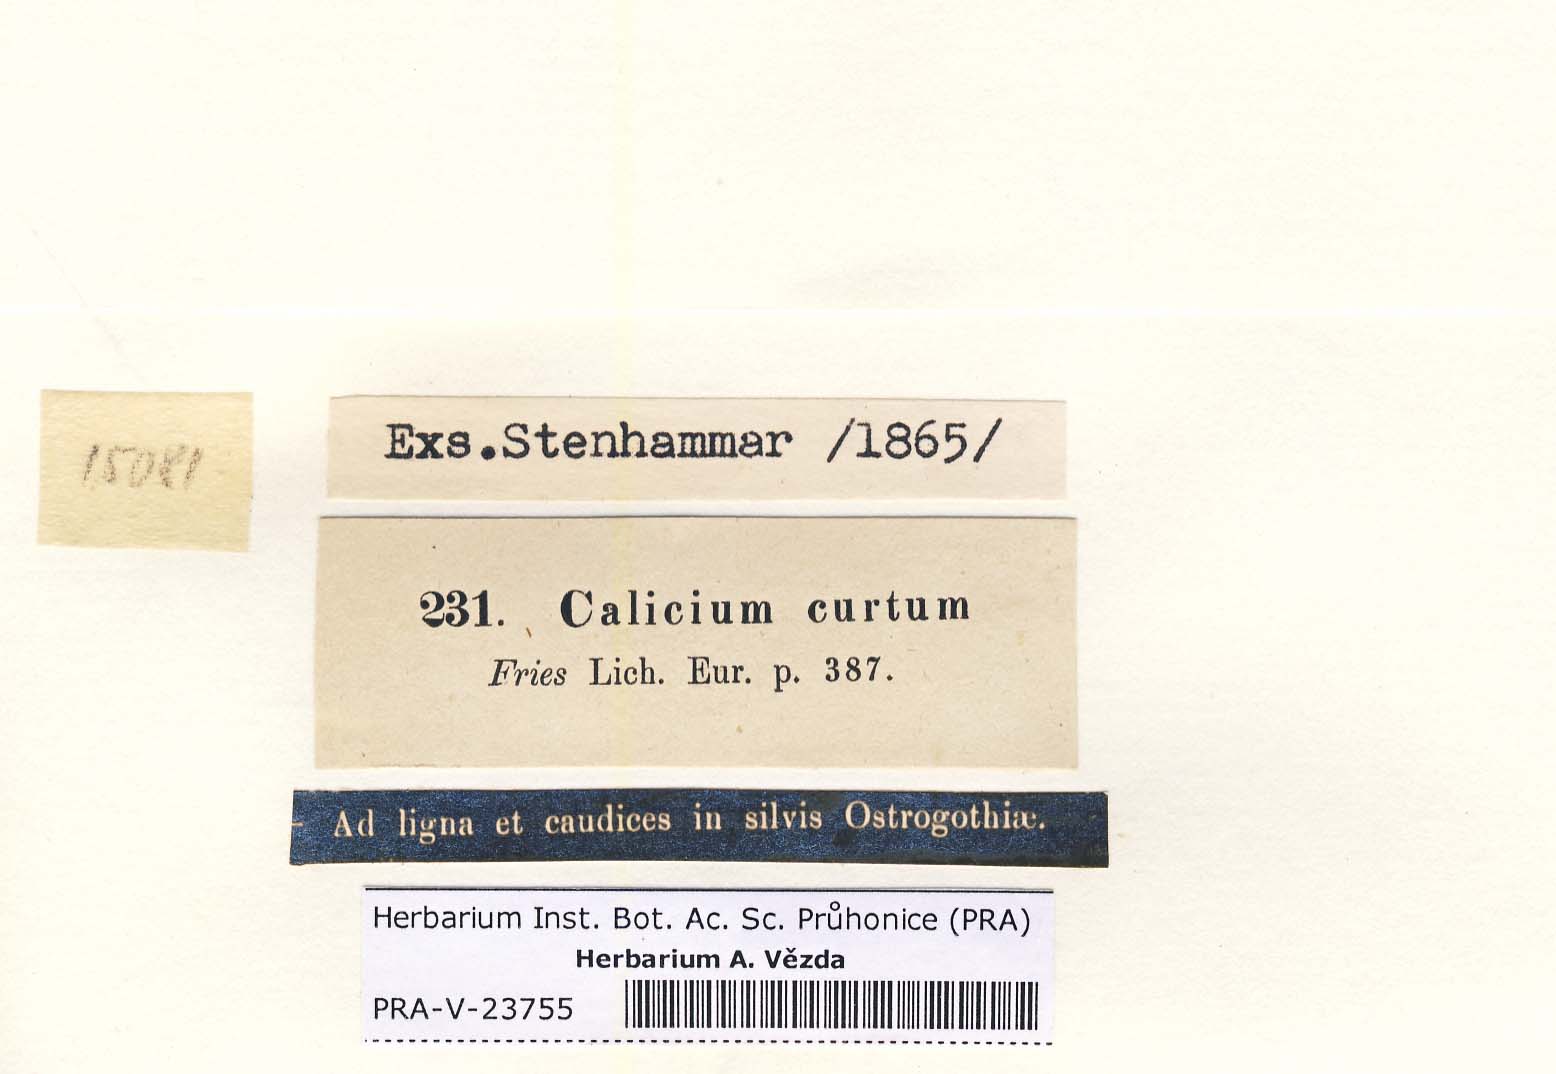 15081
Exs.Stenhammar /1865/
231. Calicium curtum
Fries Lich. Eur. p. 387.
- Ad ligna et caudices in silvis Ostrogothiæ.
Herbarium Inst. Bot. Ac. Sc. Průhonice (PRA)
Herbarium A. Vězda
PRA-V-23755